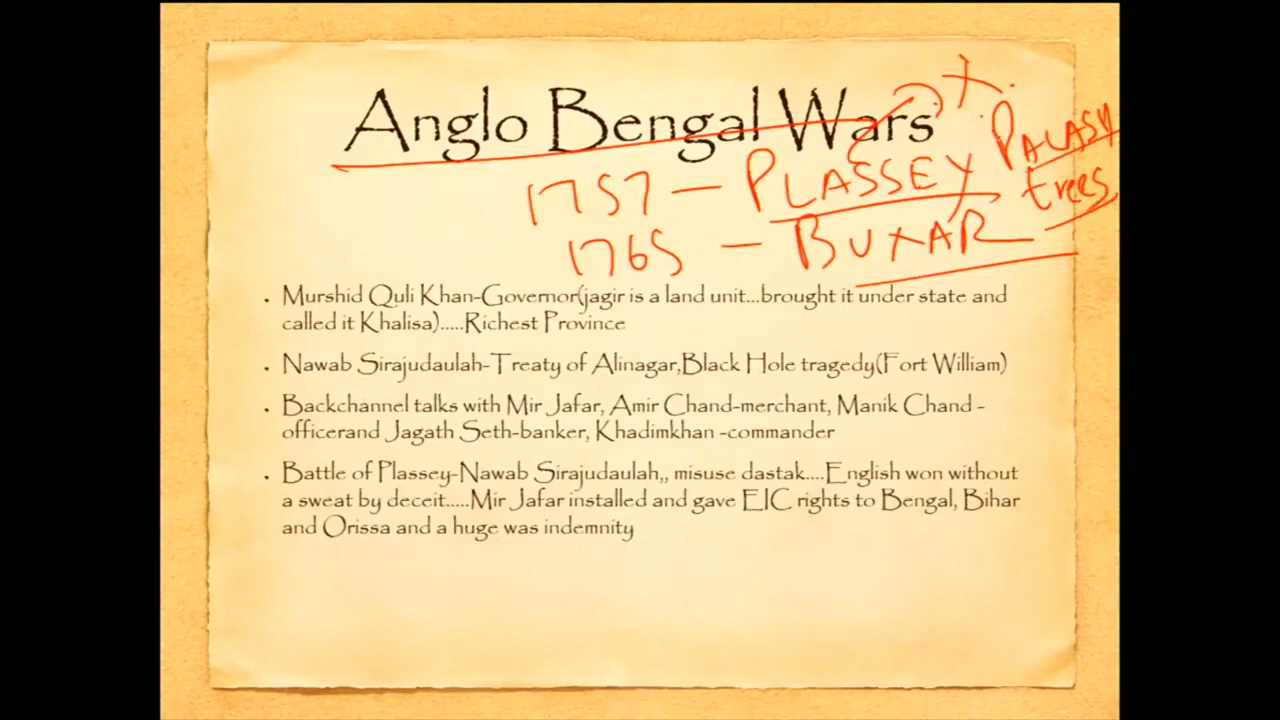 Anglo Bengal Wars
PALASH
trees
1757 - PLASSEY
1765 - BUXAR
• Murshid Quli Khan-Governor(jagir is a land unit...brought it under state and
called it Khalisa).....Richest Province
• Nawab Sirajudaulah-Treaty of Alinagar,Black Hole tragedy(Fort William)
• Backchannel talks with Mir Jafar, Amir Chand-merchant, Manik Chand -
officerand Jagath Seth-banker, Khadimkhan -commander
• Battle of Plassey-Nawab Sirajudaulah,, misuse dastak....English won without
a sweat by deceit.....Mir Jafar installed and gave EIC rights to Bengal, Bihar
and Orissa and a huge was indemnity